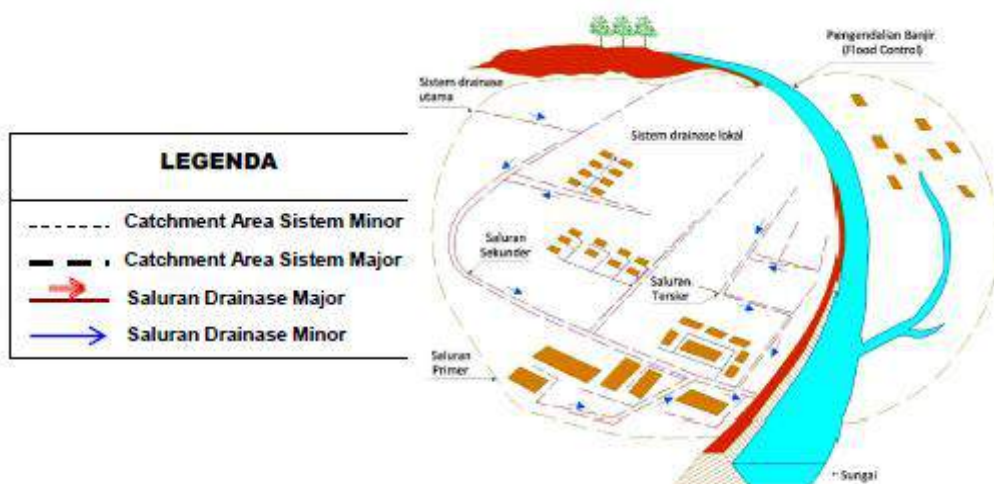 LEGENDA
Catchment Area Sistem Minor
Catchment Area Sistem Major
Saluran Drainase Major
Saluran Drainase Minor
Pengendalian Banjir
(Flood Control)
Sistem drainase
utama
Sistem drainase lokal
Saluran
Sekunder
Saluran
Tersier
Saluran
Primer
Sungai